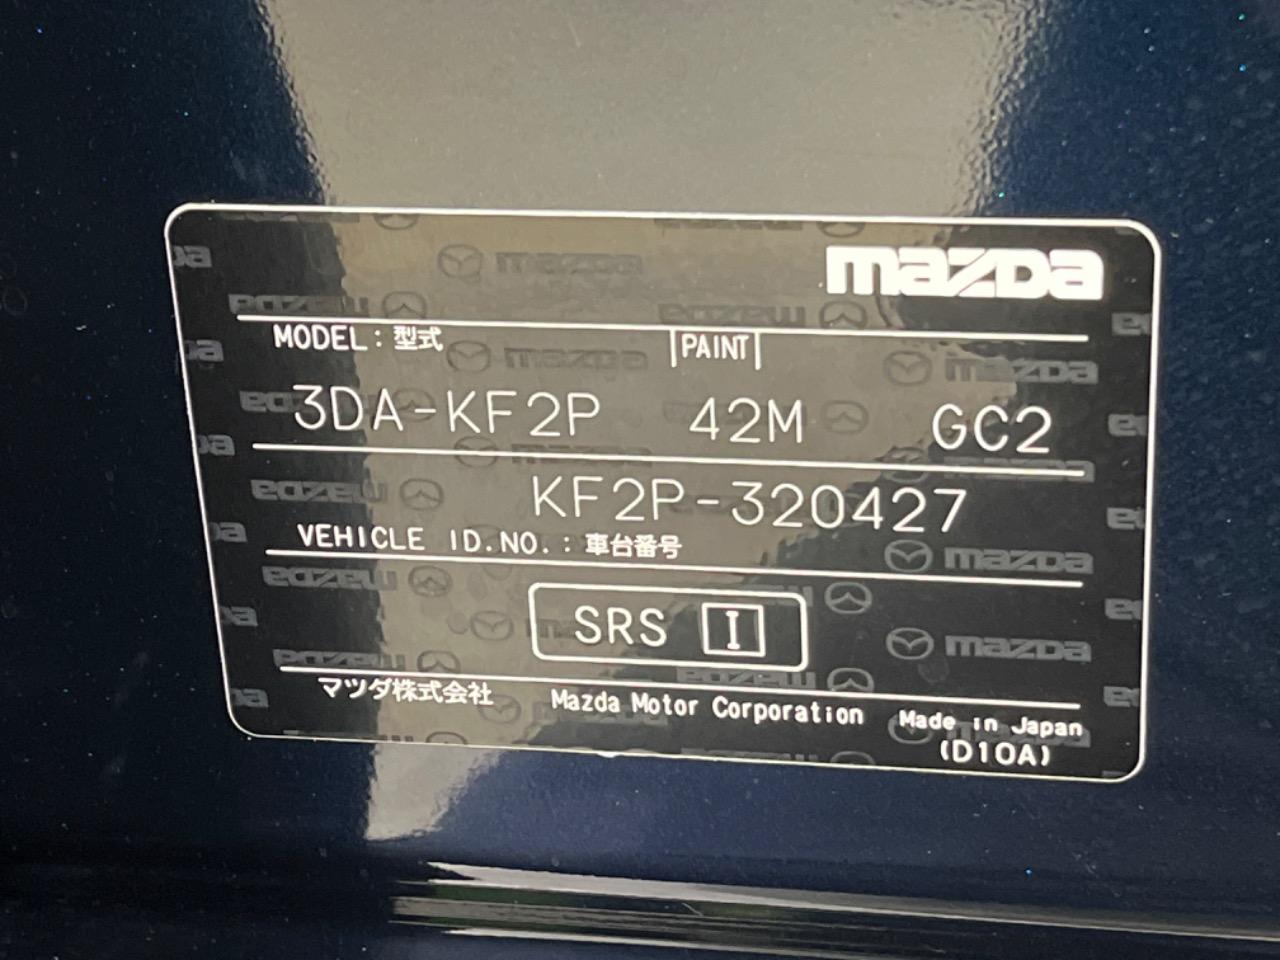 mazda
MODEL : 型式 PAINT
3DA-KF2P 42M GC2
KF2P-320427
VEHICLE ID.NO. : 車台番号
SRS I
マツダ株式会社 Mazda Motor Corporation Made in Japan
(D10A)